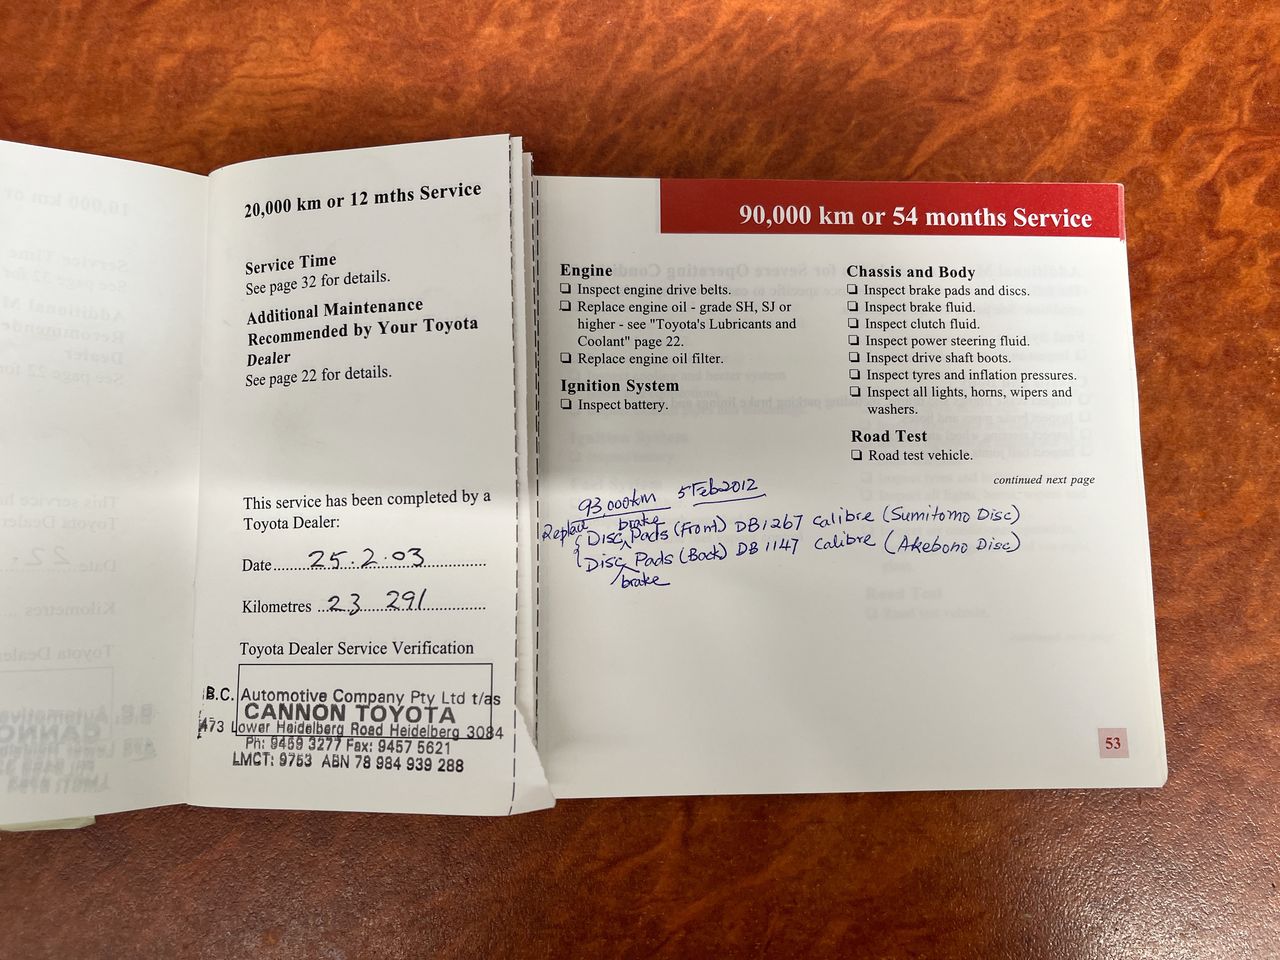 20,000 km or 12 mths Service
Service Time
See page 32 for details.
Additional Maintenance
Recommended by Your Toyota
Dealer
See page 22 for details.
This service has been completed by a
Toyota Dealer:
Date 25.2.03
Kilometres 23 291
Toyota Dealer Service Verification
B.C. Automotive Company Pty Ltd t/as
CANNON TOYOTA
473 Lower Heidelberg Road Heidelberg 3084
Ph: 9459 3277 Fax: 9457 5621
LMCT: 9753 ABN 78 984 939 288
90,000 km or 54 months Service
Engine
❏ Inspect engine drive belts.
❏ Replace engine oil - grade SH, SJ or
higher - see "Toyota's Lubricants and
Coolant" page 22.
❏ Replace engine oil filter.
Ignition System
❏ Inspect battery.
Chassis and Body
❏ Inspect brake pads and discs.
❏ Inspect brake fluid.
❏ Inspect clutch fluid.
❏ Inspect power steering fluid.
❏ Inspect drive shaft boots.
❏ Inspect tyres and inflation pressures.
❏ Inspect all lights, horns, wipers and
washers.
Road Test
❏ Road test vehicle.
continued next page
93,000km 5 Feb 2012
Replace Disc brake Pads (Front) DB1267 Calibre (Sumitomo Disc)
Disc brake Pads (Back) DB 1147 Calibre (Akebono Disc)
53